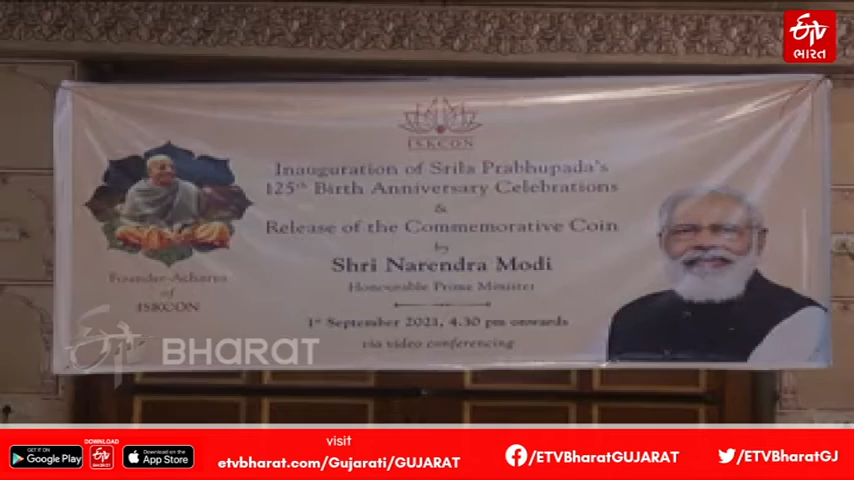 ETV
ભારત
ISKCON
Inauguration of Srila Prabhupada's
125th Birth Anniversary Celebrations
&
Release of the Commemorative Coin
by
Shri Narendra Modi
Honourable Prime Minister
1st September 2021, 4.30 pm onwards
via video conferencing
Founder-Acharya
of
ISKCON
ETV BHARAT
GET IT ON
Google Play
DOWNLOAD
ETV
Download on the
App Store
visit
etvbharat.com/Gujarati/GUJARAT
/ETVBharatGUJARAT
/ETVBharatGJ